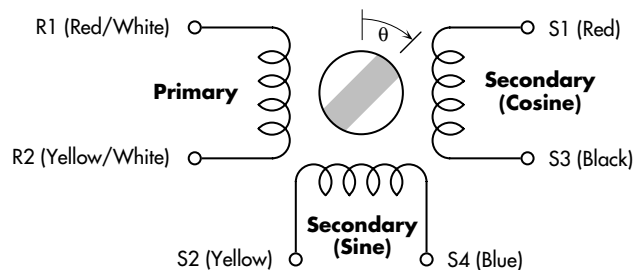 R1 (Red/White)
θ
S1 (Red)
Primary
Secondary
(Cosine)
R2 (Yellow/White)
S3 (Black)
Secondary
(Sine)
S2 (Yellow)
S4 (Blue)